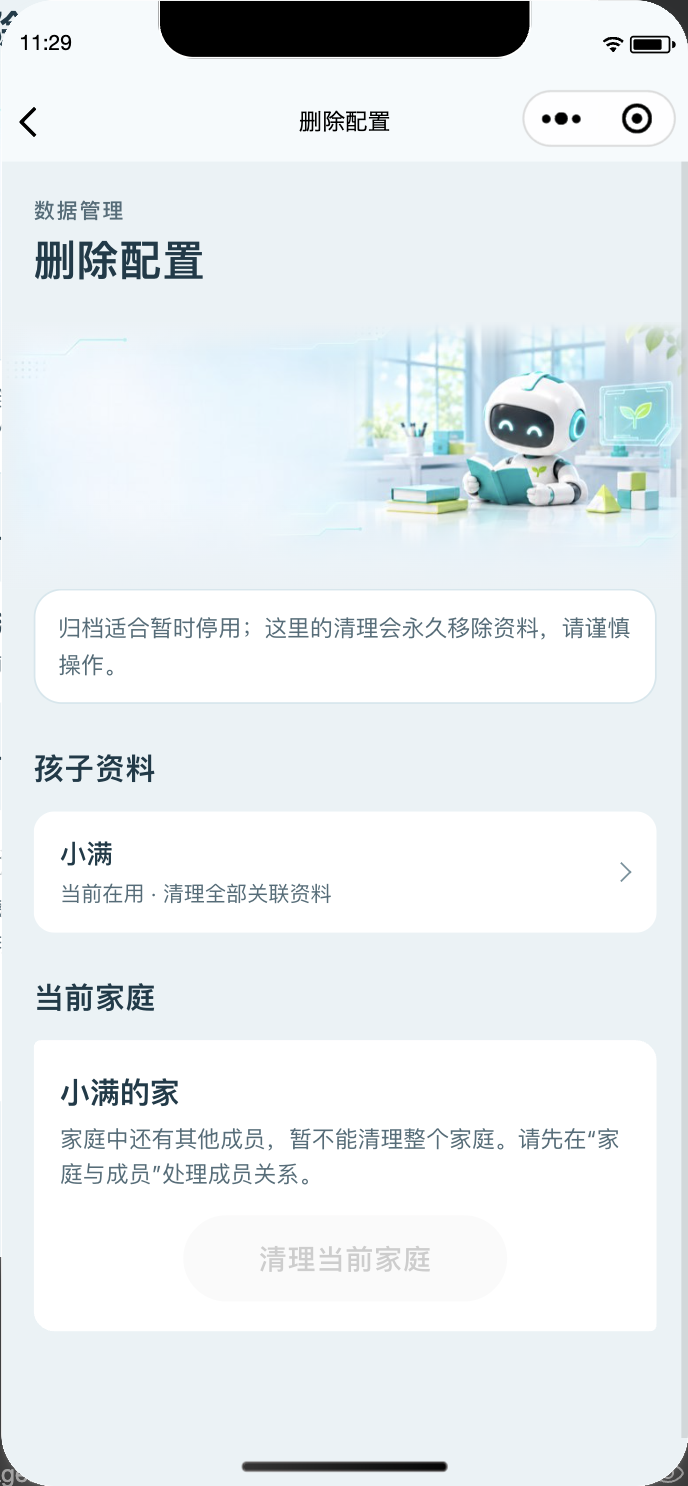 11:29
删除配置
数据管理
删除配置
归档适合暂时停用；这里的清理会永久移除资料，请谨慎
操作。
孩子资料
小满
当前在用 · 清理全部关联资料
当前家庭
小满的家
家庭中还有其他成员，暂不能清理整个家庭。请先在“家
庭与成员”处理成员关系。
清理当前家庭